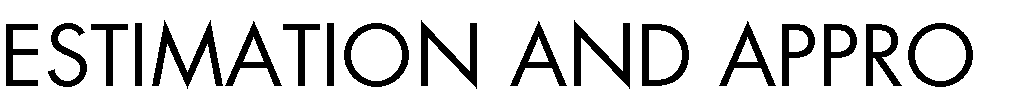 ESTIMATION AND APPRO